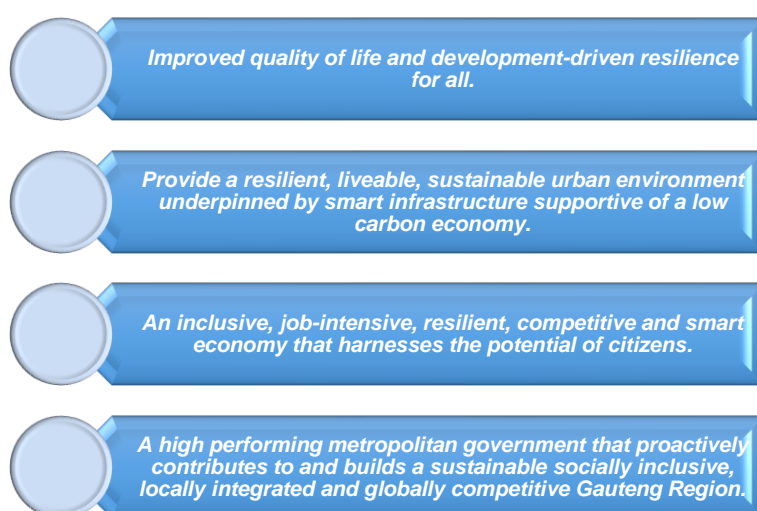 Improved quality of life and development-driven resilience
for all.
Provide a resilient, liveable, sustainable urban environment
underpinned by smart infrastructure supportive of a low
carbon economy.
An inclusive, job-intensive, resilient, competitive and smart
economy that harnesses the potential of citizens.
A high performing metropolitan government that proactively
contributes to and builds a sustainable socially inclusive,
locally integrated and globally competitive Gauteng Region.